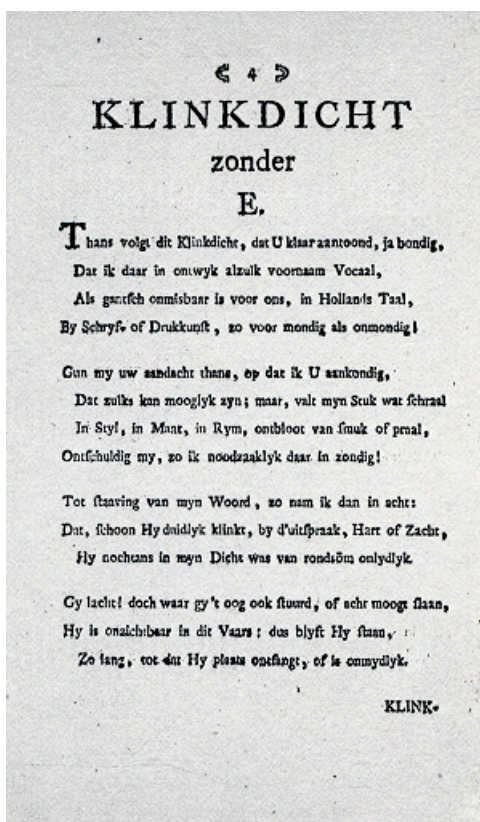 4
KLINKDICHT
zonder
E.
Thans volgt dit Klinkdicht, dat U klaar aantoond, ja bondig,
Dat ik daar in ontwyk alzulk voornaam Vocaal,
Als gantſch onmisbaar is voor ons, in Hollands Taal,
By Schryf- of Drukkunſt, zo voor mondig als onmondig!
Gun my uw aandacht thans, op dat ik U aankondig,
Dat zulks kan mooglyk zyn; maar, valt myn Stuk wat ſchraal
In Styl, in Maat, in Rym, ontbloot van ſmuk of praal,
Ontſchuldig my, zo ik noodzaaklyk daar in zondig!
Tot ſtaaving van myn Woord, zo nam ik dan in acht:
Dat, ſchoon Hy duidlyk klinkt, by d'uitſpraak, Hart of Zacht,
Hy nochtans in myn Dicht was van rondsöm onlydlyk.
Gy lacht! doch waar gy't oog ook ſtuurd, of acht moogt ſlaan,
Hy is onzichtbaar in dit Vaars: dus blyft Hy ſtaan,
Zo lang, tot dat Hy plaats ontfangt, of is onmydlyk.
KLINK-